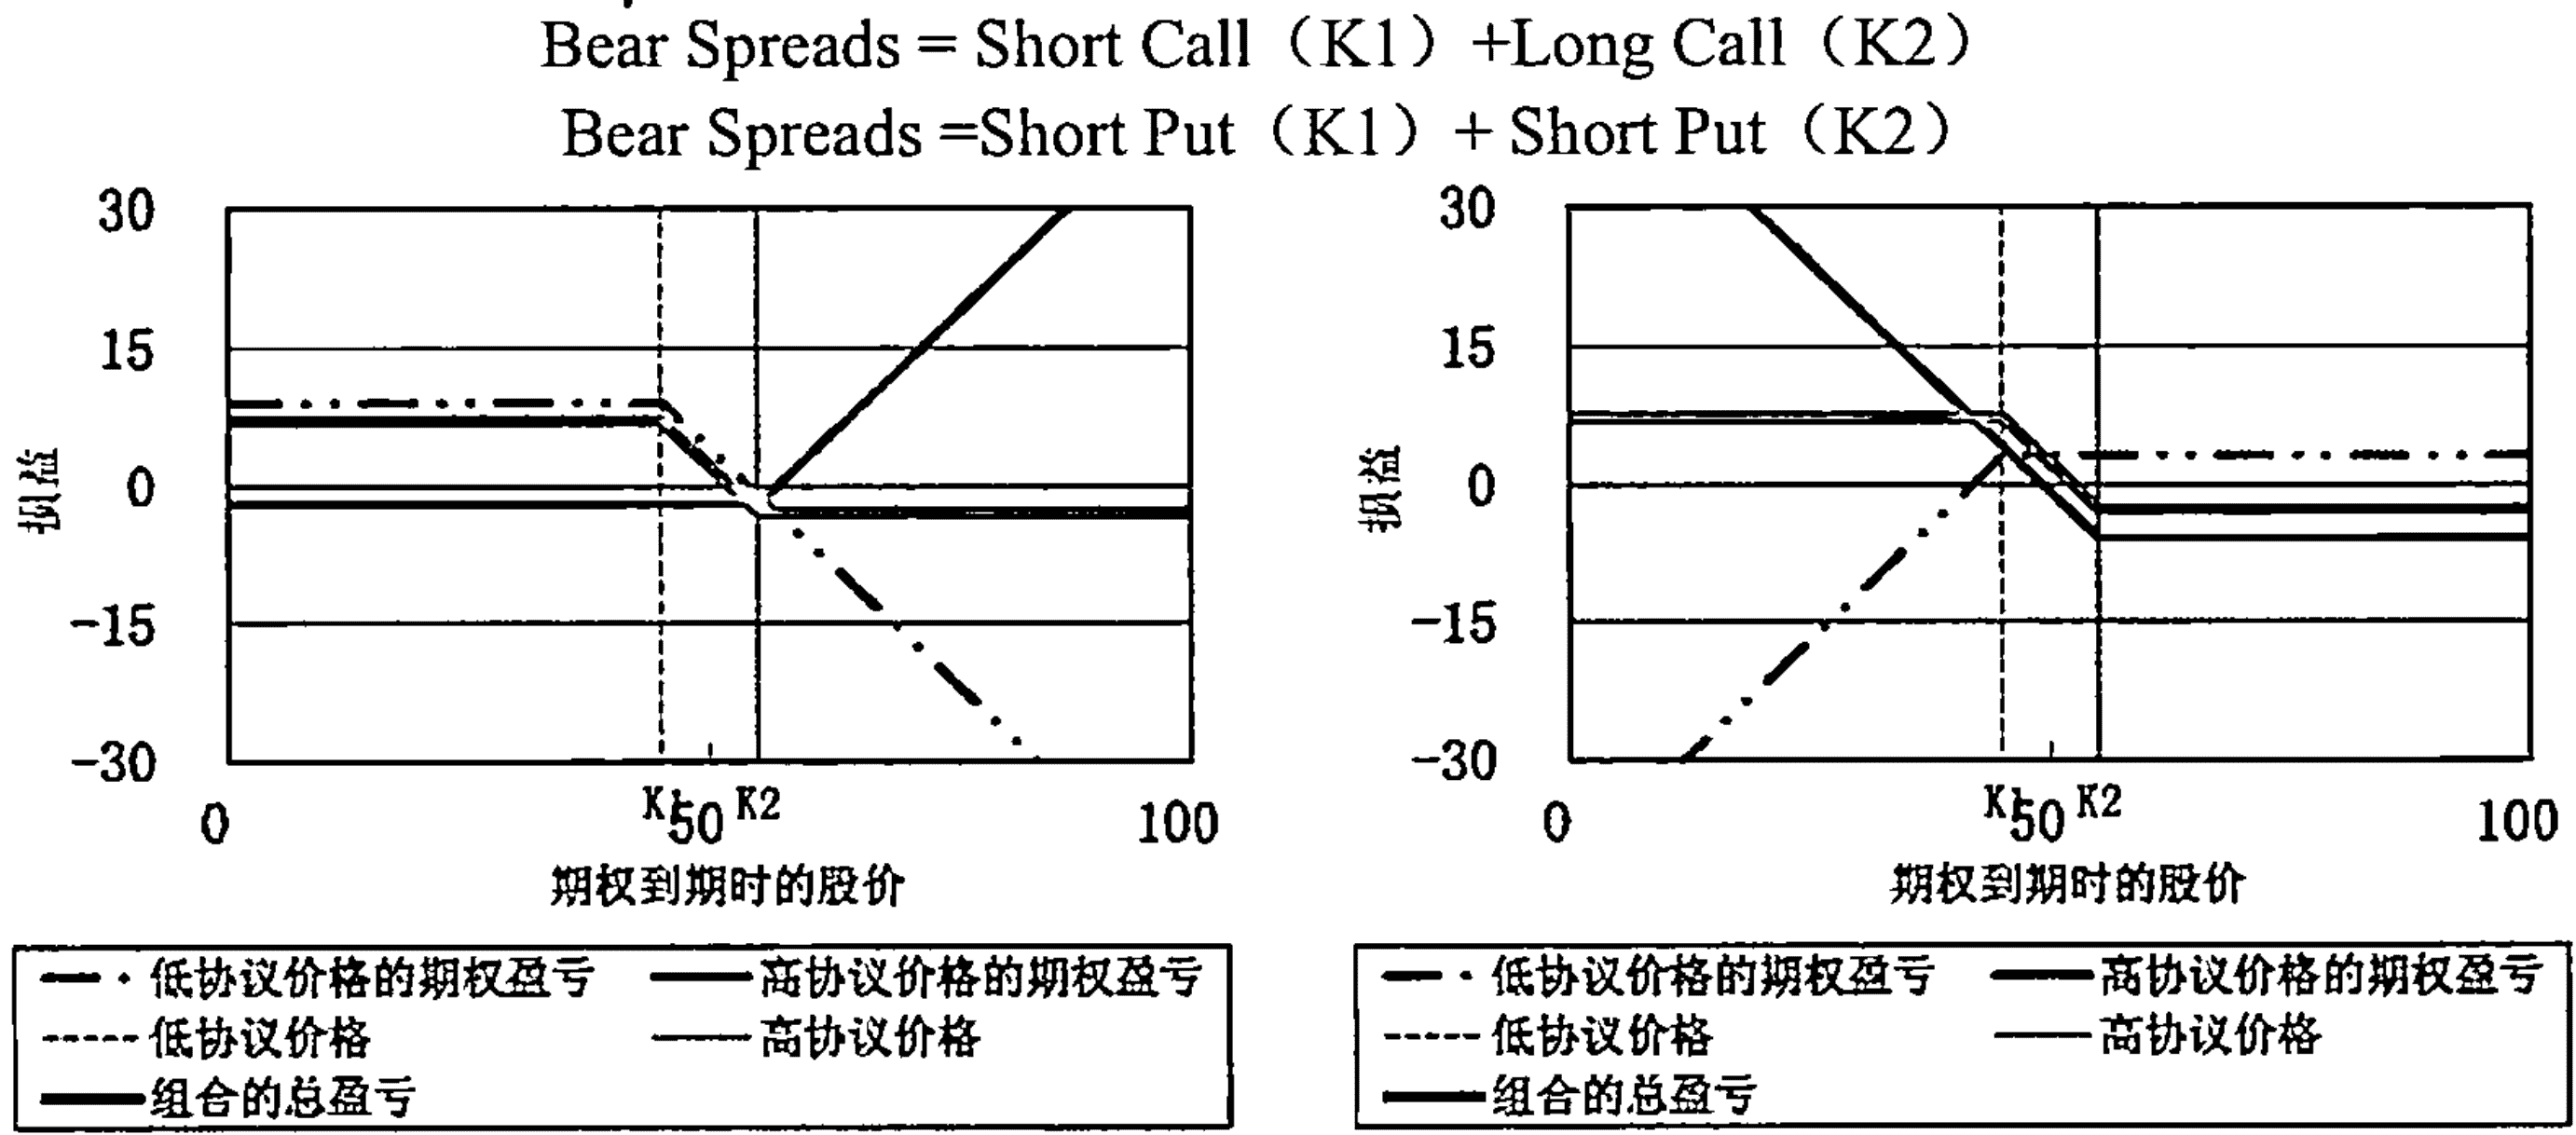 Bear Spreads = Short Call（K1）+Long Call（K2）
Bear Spreads =Short Put（K1）+ Short Put（K2）
30
15
0
-15
-30
损益
0
K1
50
K2
100
期权到期时的股价
低协议价格的期权盈亏
高协议价格的期权盈亏
低协议价格
高协议价格
组合的总盈亏
30
15
0
-15
-30
损益
0
K1
50
K2
100
期权到期时的股价
低协议价格的期权盈亏
高协议价格的期权盈亏
低协议价格
高协议价格
组合的总盈亏